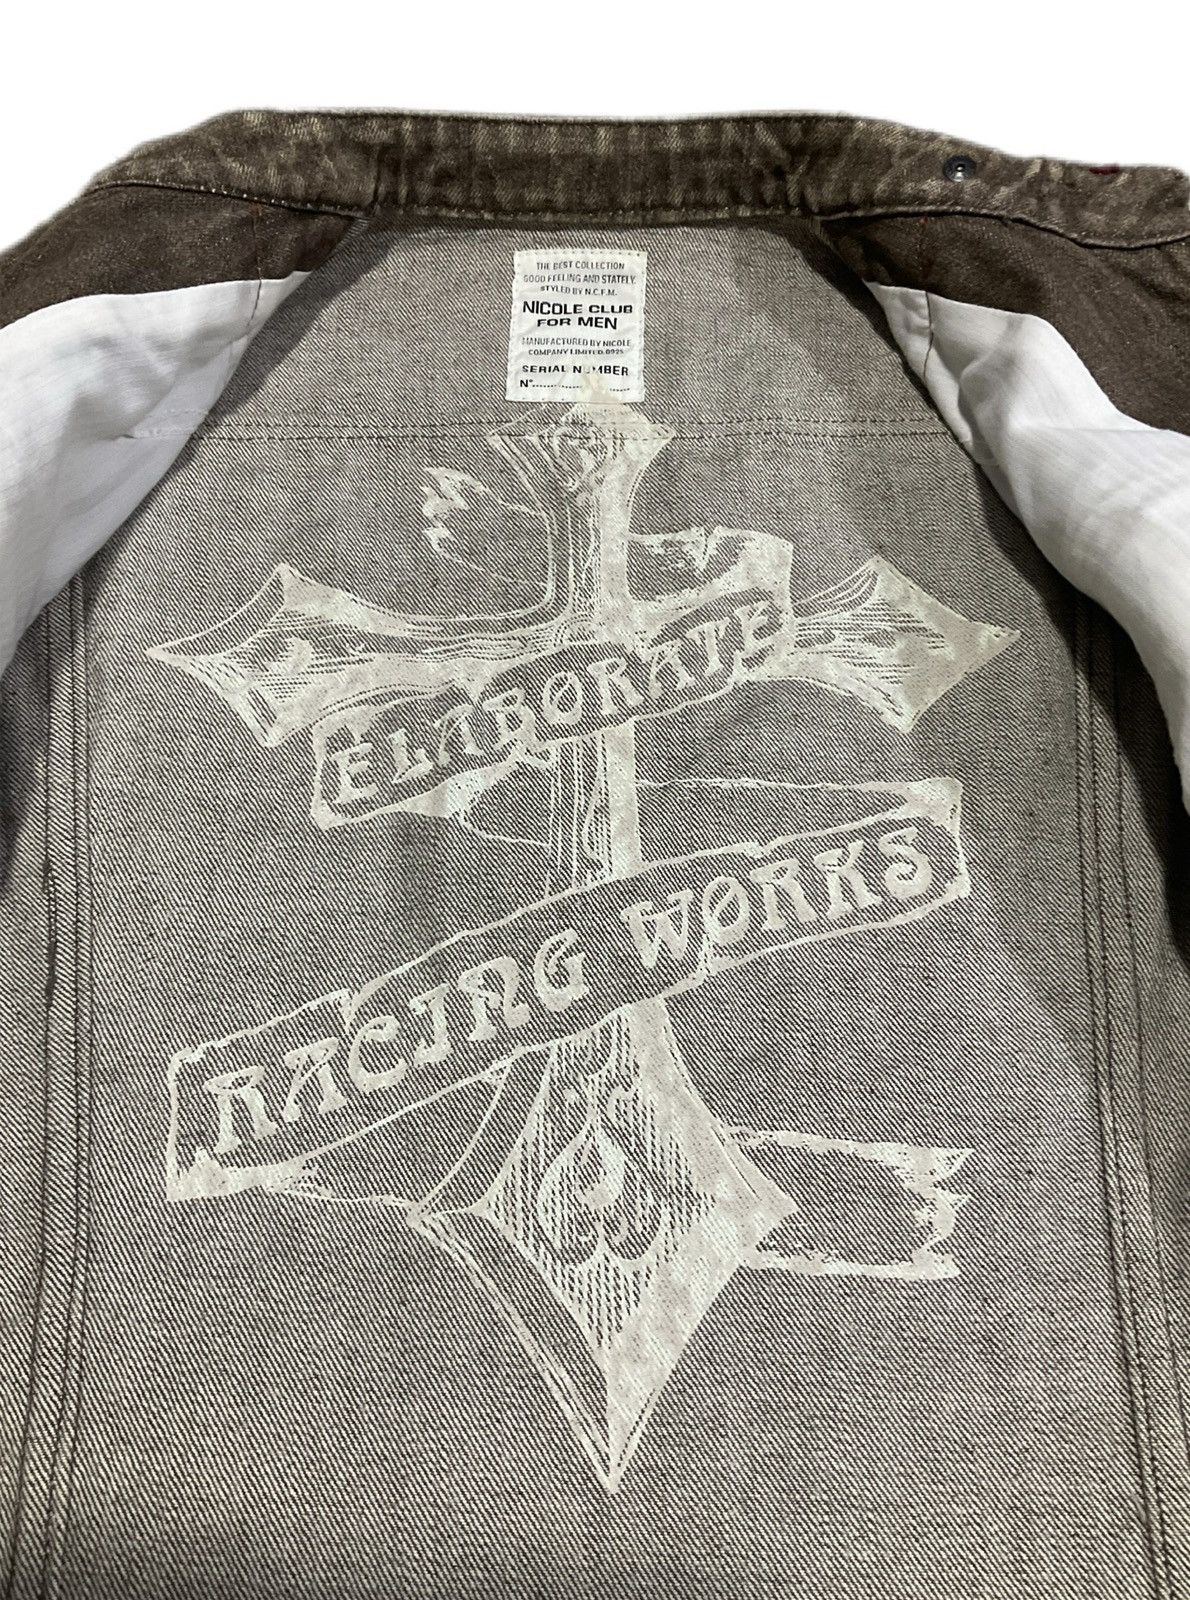 THE BEST COLLECTION
GOOD FEELING AND STATELY.
STYLED BY N.C.F.M.
NICOLE CLUB
FOR MEN
MANUFACTURED BY NICOLE
COMPANY LIMITED. 0925
SERIAL NUMBER
N°
ELABORATE
RACING WORKS